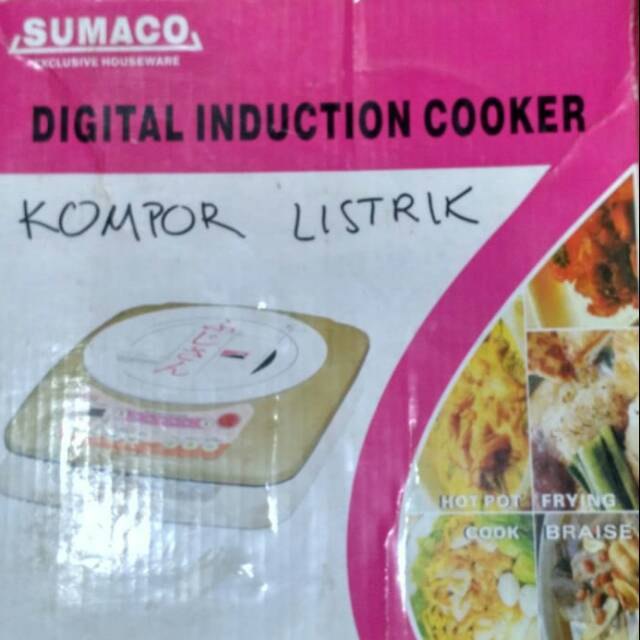 SUMACO
EXCLUSIVE HOUSEWARE
DIGITAL INDUCTION COOKER
KOMPOR LISTRIK
HOT POT FRYING
COOK BRAISE